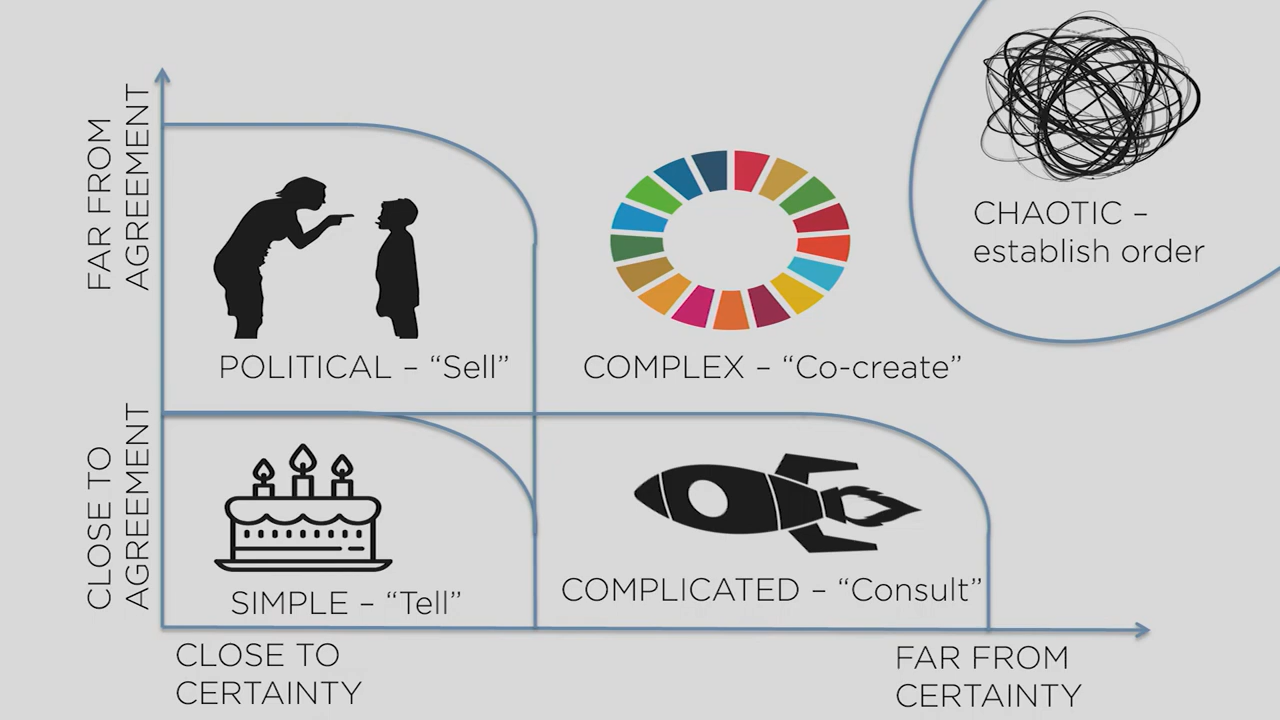 FAR FROM
AGREEMENT
CHAOTIC –
establish order
POLITICAL – “Sell”
COMPLEX – “Co-create”
CLOSE TO
AGREEMENT
SIMPLE – “Tell”
COMPLICATED – “Consult”
CLOSE TO
CERTAINTY
FAR FROM
CERTAINTY